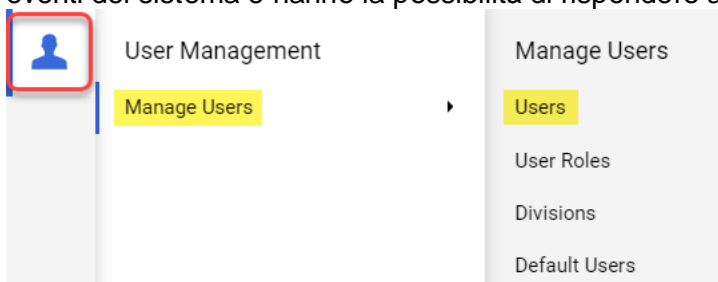 eventi del sistema e hanno la possibilità di rispondere a
User Management
Manage Users
Manage Users
Users
User Roles
Divisions
Default Users